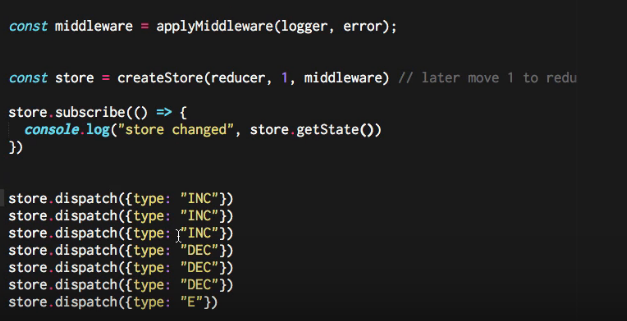 const middleware = applyMiddleware(logger, error);
const store = createStore(reducer, 1, middleware) // later move 1 to redu
store.subscribe(() => {
console.log("store changed", store.getState())
})
store.dispatch({type: "INC"})
store.dispatch({type: "INC"})
store.dispatch({type: "INC"})
store.dispatch({type: "DEC"})
store.dispatch({type: "DEC"})
store.dispatch({type: "DEC"})
store.dispatch({type: "E"})